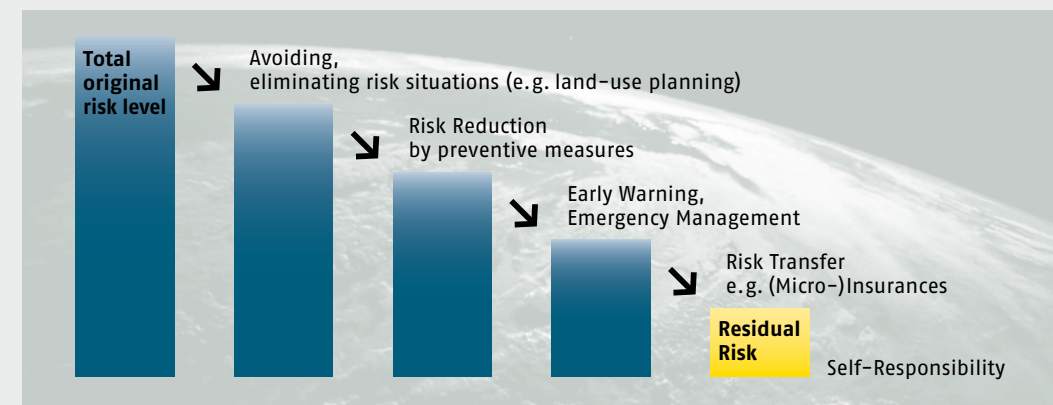 Total
original
risk level
Avoiding,
eliminating risk situations (e.g. land-use planning)
Risk Reduction
by preventive measures
Early Warning,
Emergency Management
Risk Transfer
e.g. (Micro-)Insurances
Residual
Risk
Self-Responsibility